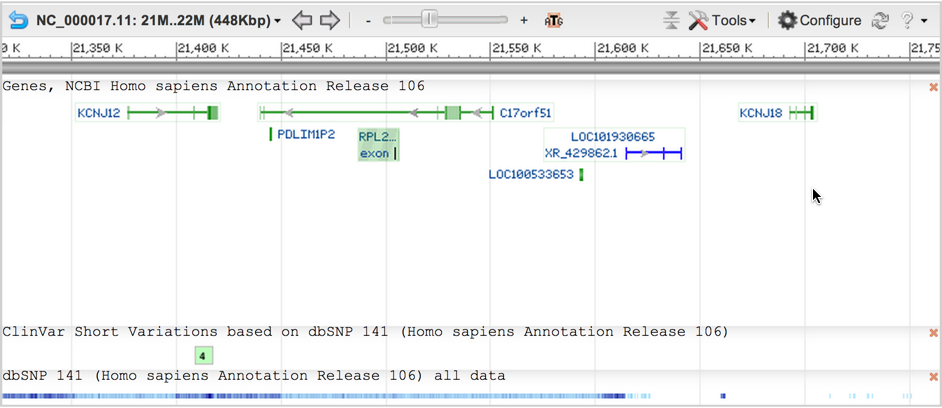 NC_000017.11: 21M..22M (448Kbp) - + ATG Tools Configure ?
0 K 21,350 K 21,400 K 21,450 K 21,500 K 21,550 K 21,600 K 21,650 K 21,700 K 21,75
Genes, NCBI Homo sapiens Annotation Release 106
KCNJ12 C17orf51 KCNJ18
PDLIM1P2 RPL2... LOC101930665
exon XR_429862.1
LOC100533653
ClinVar Short Variations based on dbSNP 141 (Homo sapiens Annotation Release 106)
4
dbSNP 141 (Homo sapiens Annotation Release 106) all data